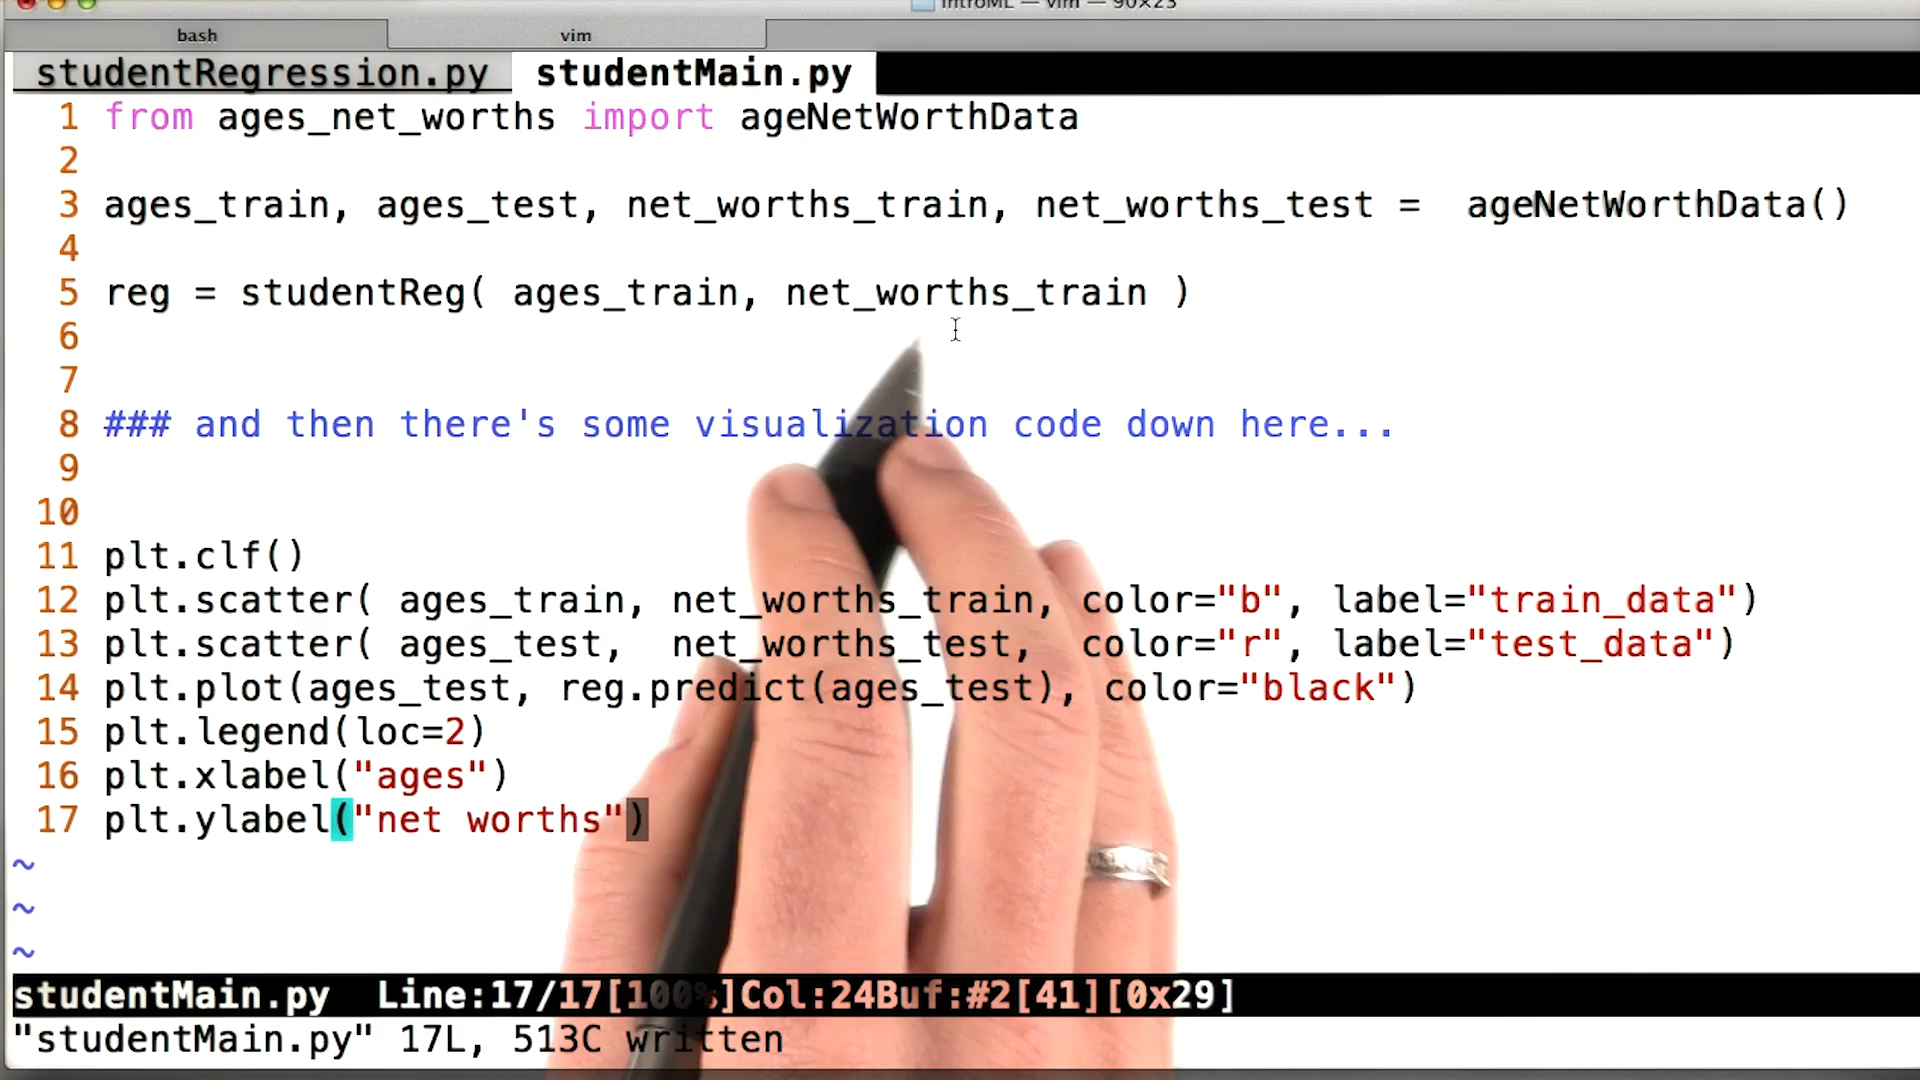 introML — vim — 90×23
bash vim
studentRegression.py studentMain.py
1 from ages_net_worths import ageNetWorthData
2
3 ages_train, ages_test, net_worths_train, net_worths_test =  ageNetWorthData()
4
5 reg = studentReg( ages_train, net_worths_train )
6
7
8 ### and then there's some visualization code down here...
9
10
11 plt.clf()
12 plt.scatter( ages_train, net_worths_train, color="b", label="train_data")
13 plt.scatter( ages_test,  net_worths_test,  color="r", label="test_data")
14 plt.plot(ages_test, reg.predict(ages_test), color="black")
15 plt.legend(loc=2)
16 plt.xlabel("ages")
17 plt.ylabel("net worths")
~
~
~
studentMain.py  Line:17/17[100%]Col:24Buf:#2[41][0x29]
"studentMain.py" 17L, 513C written